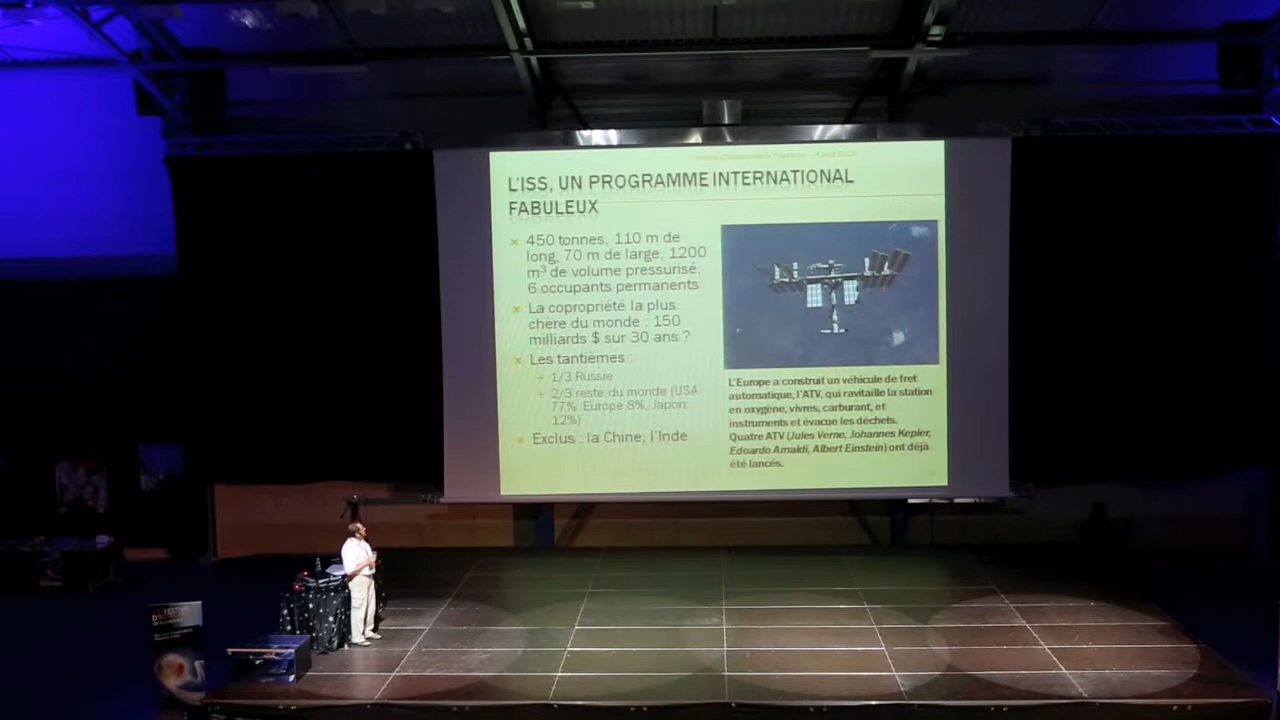 L'ISS, UN PROGRAMME INTERNATIONAL
FABULEUX
450 tonnes, 110 m de
long, 70 m de large, 1200
m³ de volume pressurisé,
6 occupants permanents
La copropriété la plus
chère du monde : 150
milliards $ sur 30 ans ?
Les tantièmes :
1/3 Russie
2/3 reste du monde (USA
77%, Europe 8%, Japon
12%)
Exclus : la Chine, l'Inde
L'Europe a construit un véhicule de fret
automatique, l'ATV, qui ravitaille la station
en oxygène, vivres, carburant, et
instruments et évacue les déchets.
Quatre ATV (Jules Verne, Johannes Kepler,
Edoardo Amaldi, Albert Einstein) ont déjà
été lancés.
FESTIVAL